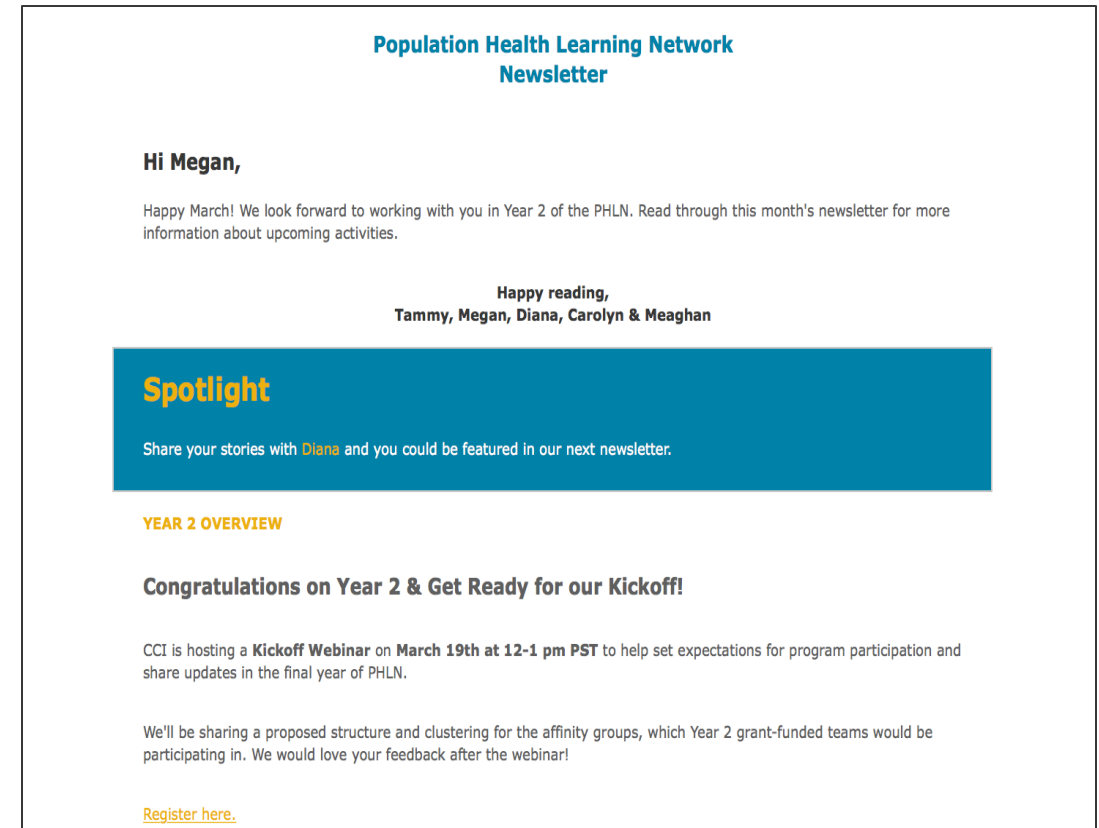 Population Health Learning Network
Newsletter
Hi Megan,
Happy March! We look forward to working with you in Year 2 of the PHLN. Read through this month's newsletter for more
information about upcoming activities.
Happy reading,
Tammy, Megan, Diana, Carolyn & Meaghan
Spotlight
Share your stories with Diana and you could be featured in our next newsletter.
YEAR 2 OVERVIEW
Congratulations on Year 2 & Get Ready for our Kickoff!
CCI is hosting a Kickoff Webinar on March 19th at 12-1 pm PST to help set expectations for program participation and
share updates in the final year of PHLN.
We'll be sharing a proposed structure and clustering for the affinity groups, which Year 2 grant-funded teams would be
participating in. We would love your feedback after the webinar!
Register here.